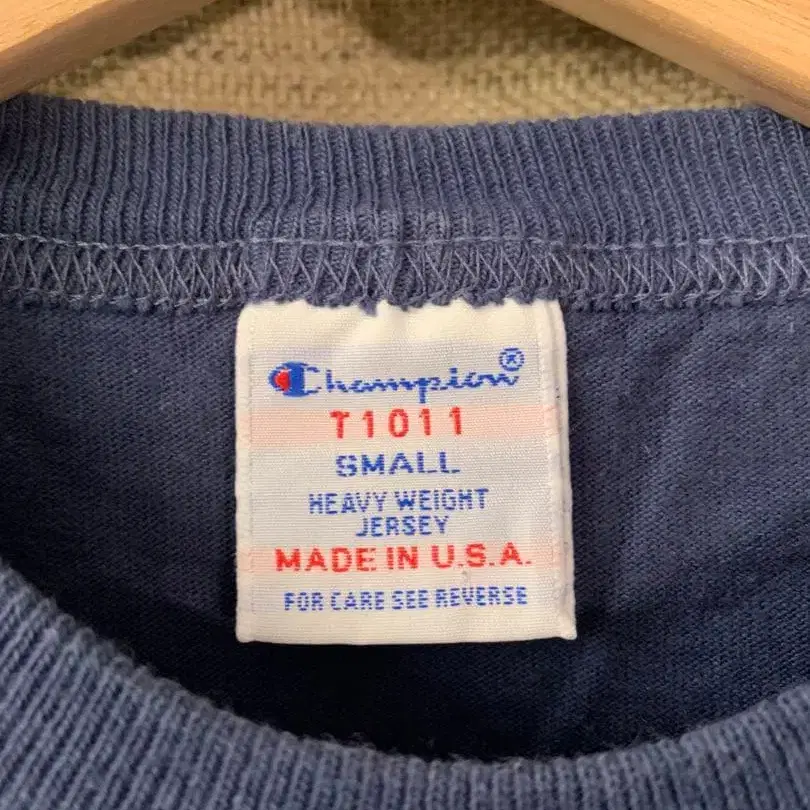 Champion®
T1011
SMALL
HEAVY WEIGHT
JERSEY
MADE IN U.S.A.
FOR CARE SEE REVERSE